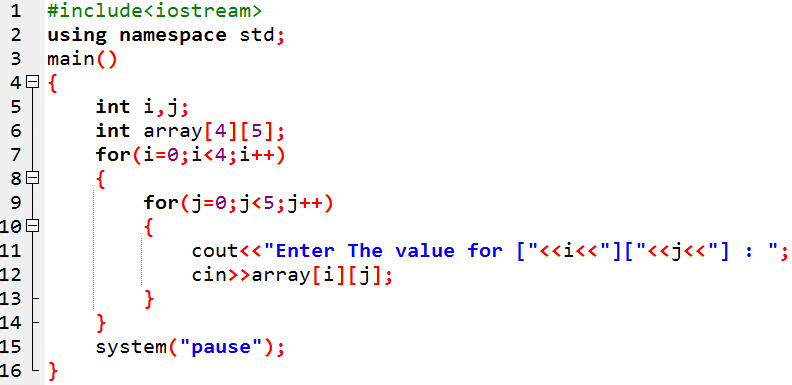 1 #include<iostream>
2 using namespace std;
3 main()
4 {
5 int i,j;
6 int array[4][5];
7 for(i=0;i<4;i++)
8 {
9 for(j=0;j<5;j++)
10 {
11 cout<<"Enter The value for ["<<i<<"]["<<j<<"] : ";
12 cin>>array[i][j];
13 }
14 }
15 system("pause");
16 }